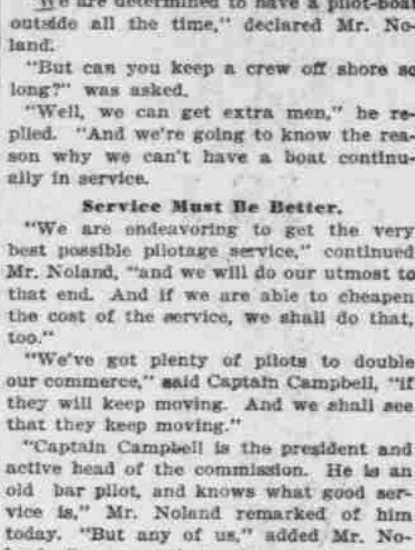 We are determined to have a pilot-boat
outside all the time," declared Mr. No-
land.
"But can you keep a crew off shore so
long?" was asked.
"Well, we can get extra men," he re-
plied. "And we're going to know the rea-
son why we can't have a boat continu-
ally in service.
Service Must Be Better.
"We are endeavoring to get the very
best possible pilotage service," continued
Mr. Noland, "and we will do our utmost to
that end. And if we are able to cheapen
the cost of the service, we shall do that,
too."
"We've got plenty of pilots to double
our commerce," said Captain Campbell, "if
they will keep moving. And we shall see
that they keep moving."
"Captain Campbell is the president and
active head of the commission. He is an
old bar pilot, and knows what good ser-
vice is," Mr. Noland remarked of him
today. "But any of us," added Mr. No-